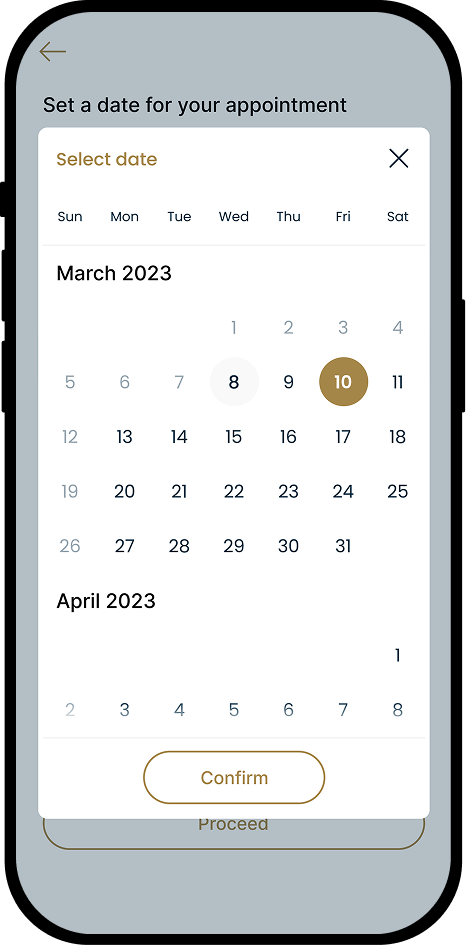 Set a date for your appointment
Select date
Sun Mon Tue Wed Thu Fri Sat
March 2023
1 2 3 4
5 6 7 8 9 10 11
12 13 14 15 16 17 18
19 20 21 22 23 24 25
26 27 28 29 30 31
April 2023
1
2 3 4 5 6 7 8
Confirm
Proceed